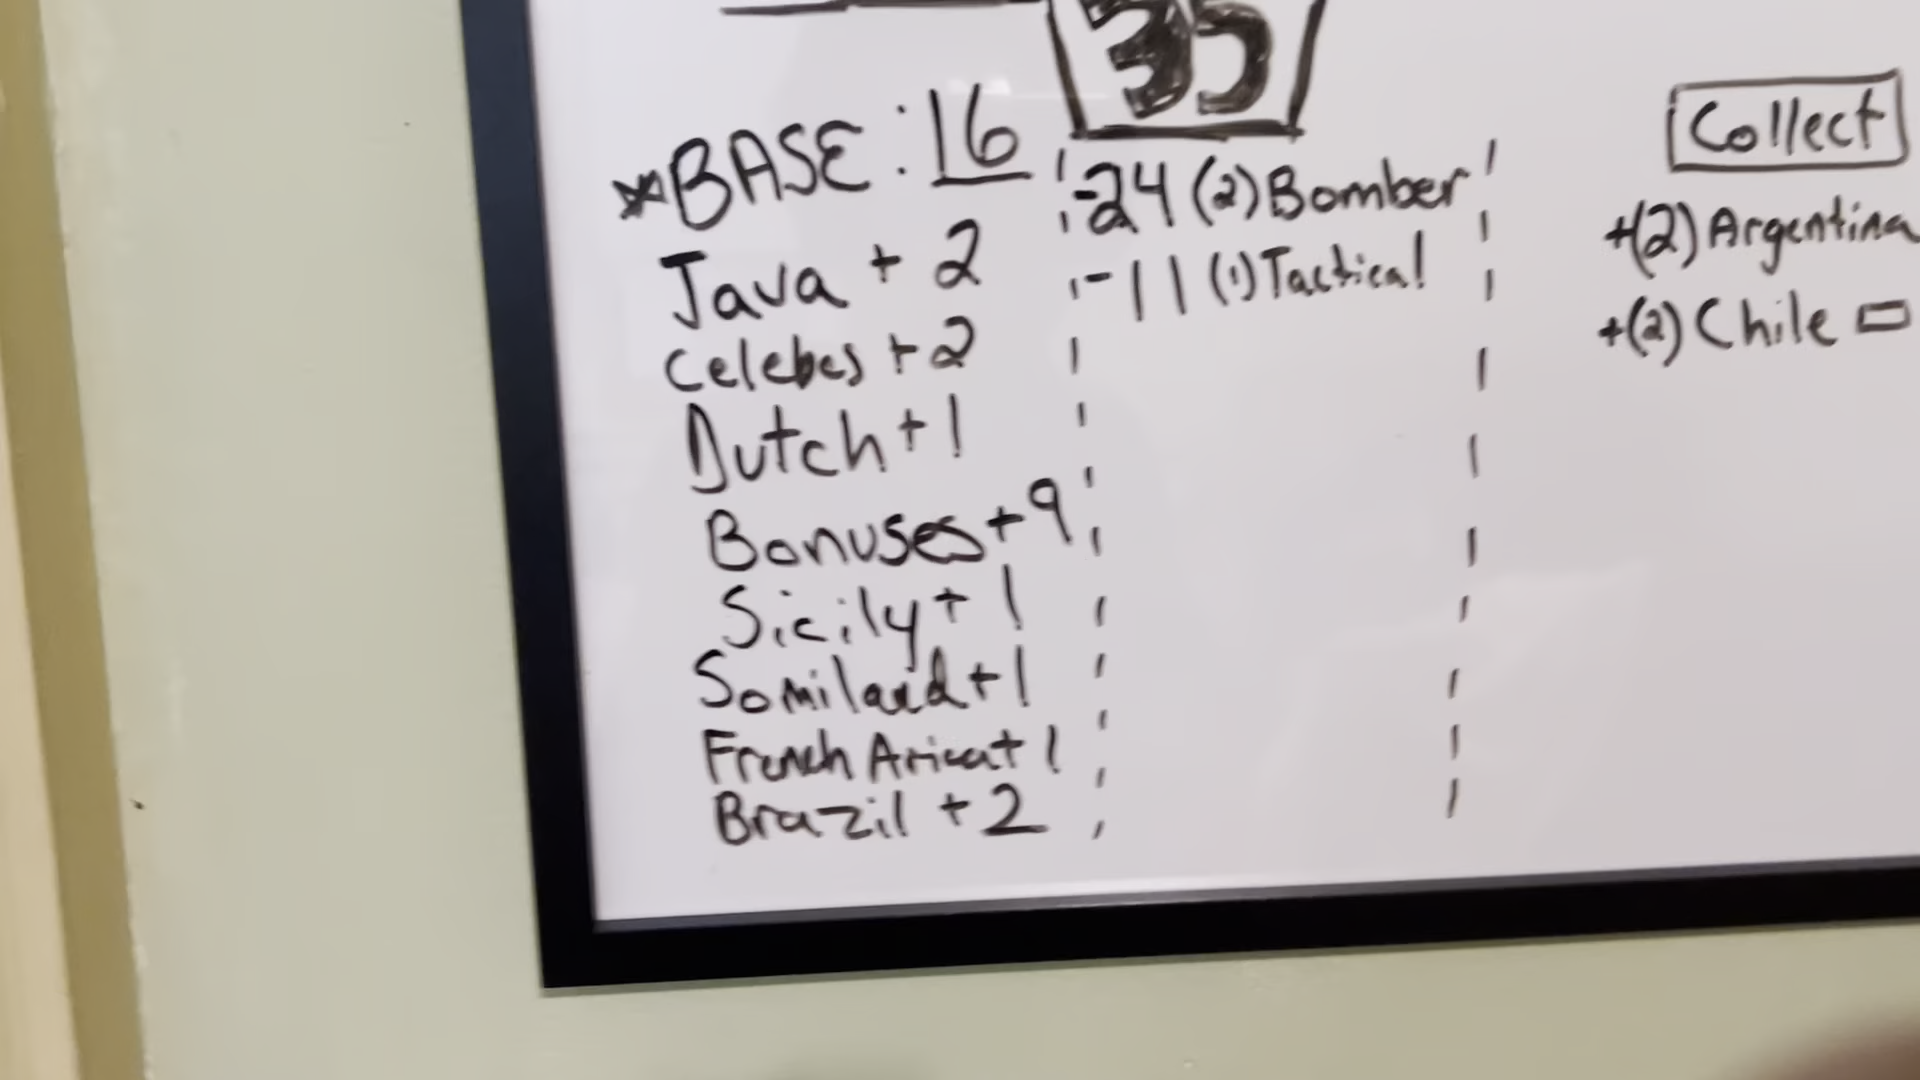 35
*BASE: 16
Java + 2
Celebes + 2
Dutch + 1
Bonuses + 9
Sicily + 1
Somiland + 1
French Arica + 1
Brazil + 2
-24 (2) Bomber
-11 (1) Tactical
Collect
+(2) Argentina
+(2) Chile